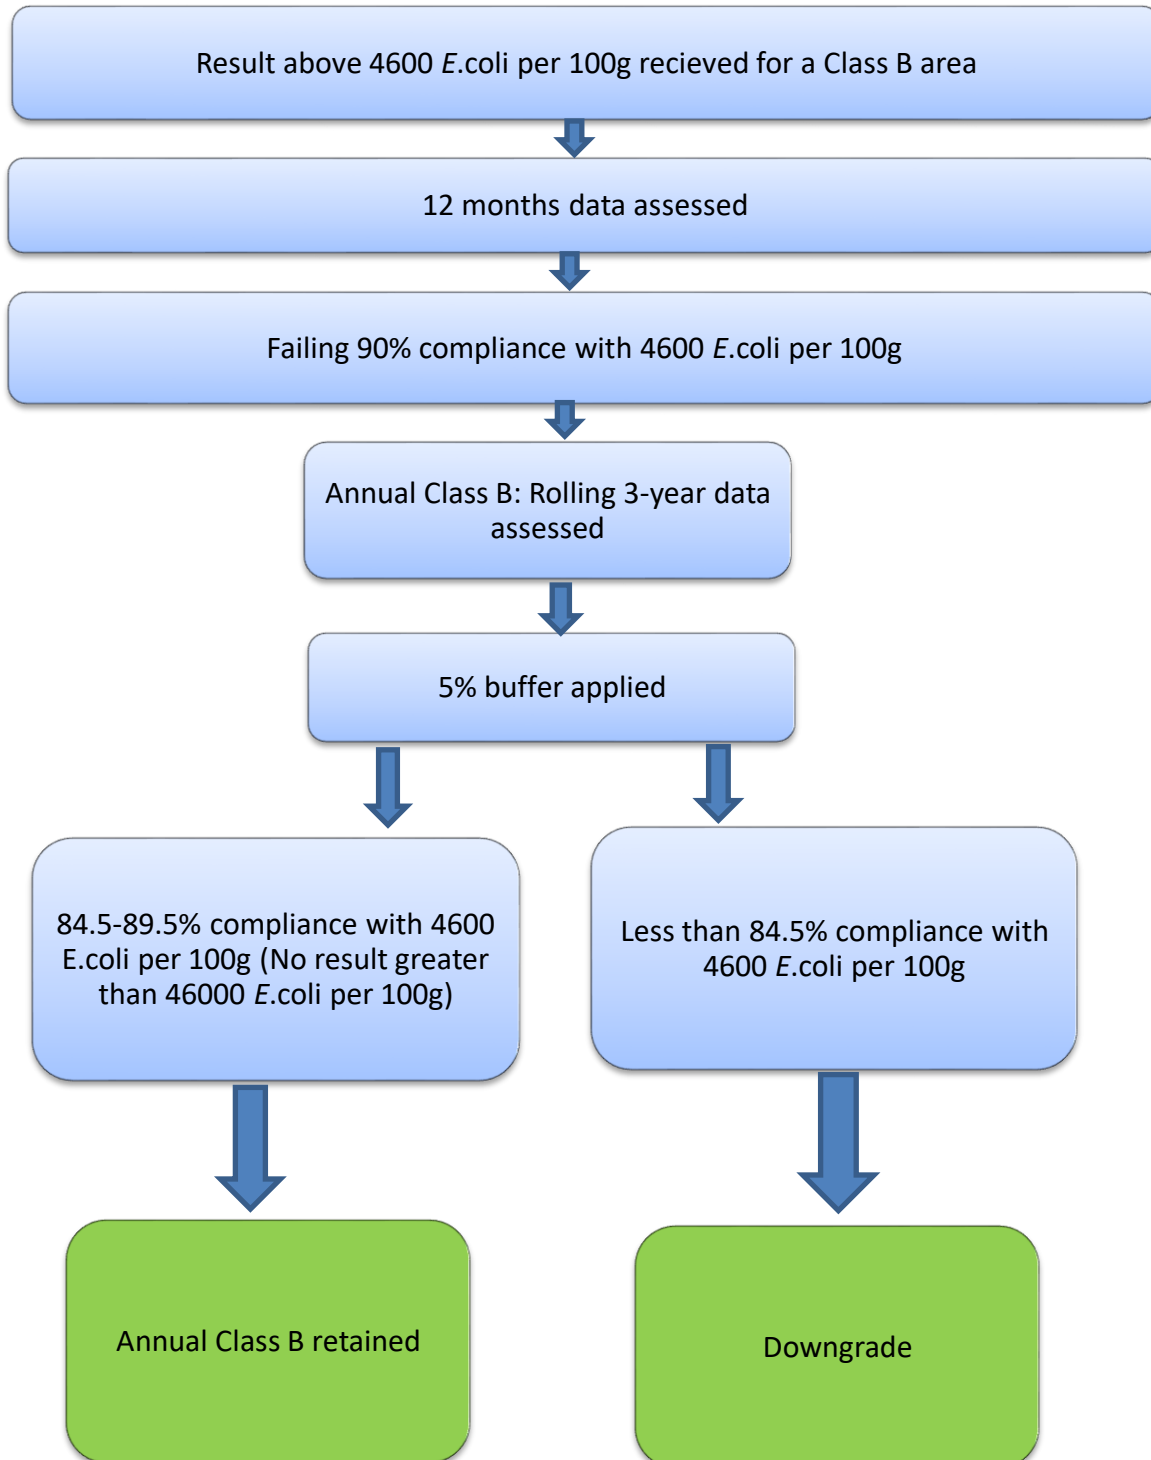 Result above 4600 E.coli per 100g recieved for a Class B area
12 months data assessed
Failing 90% compliance with 4600 E.coli per 100g
Annual Class B: Rolling 3-year data
assessed
5% buffer applied
84.5-89.5% compliance with 4600
E.coli per 100g (No result greater
than 46000 E.coli per 100g)
Less than 84.5% compliance with
4600 E.coli per 100g
Annual Class B retained
Downgrade